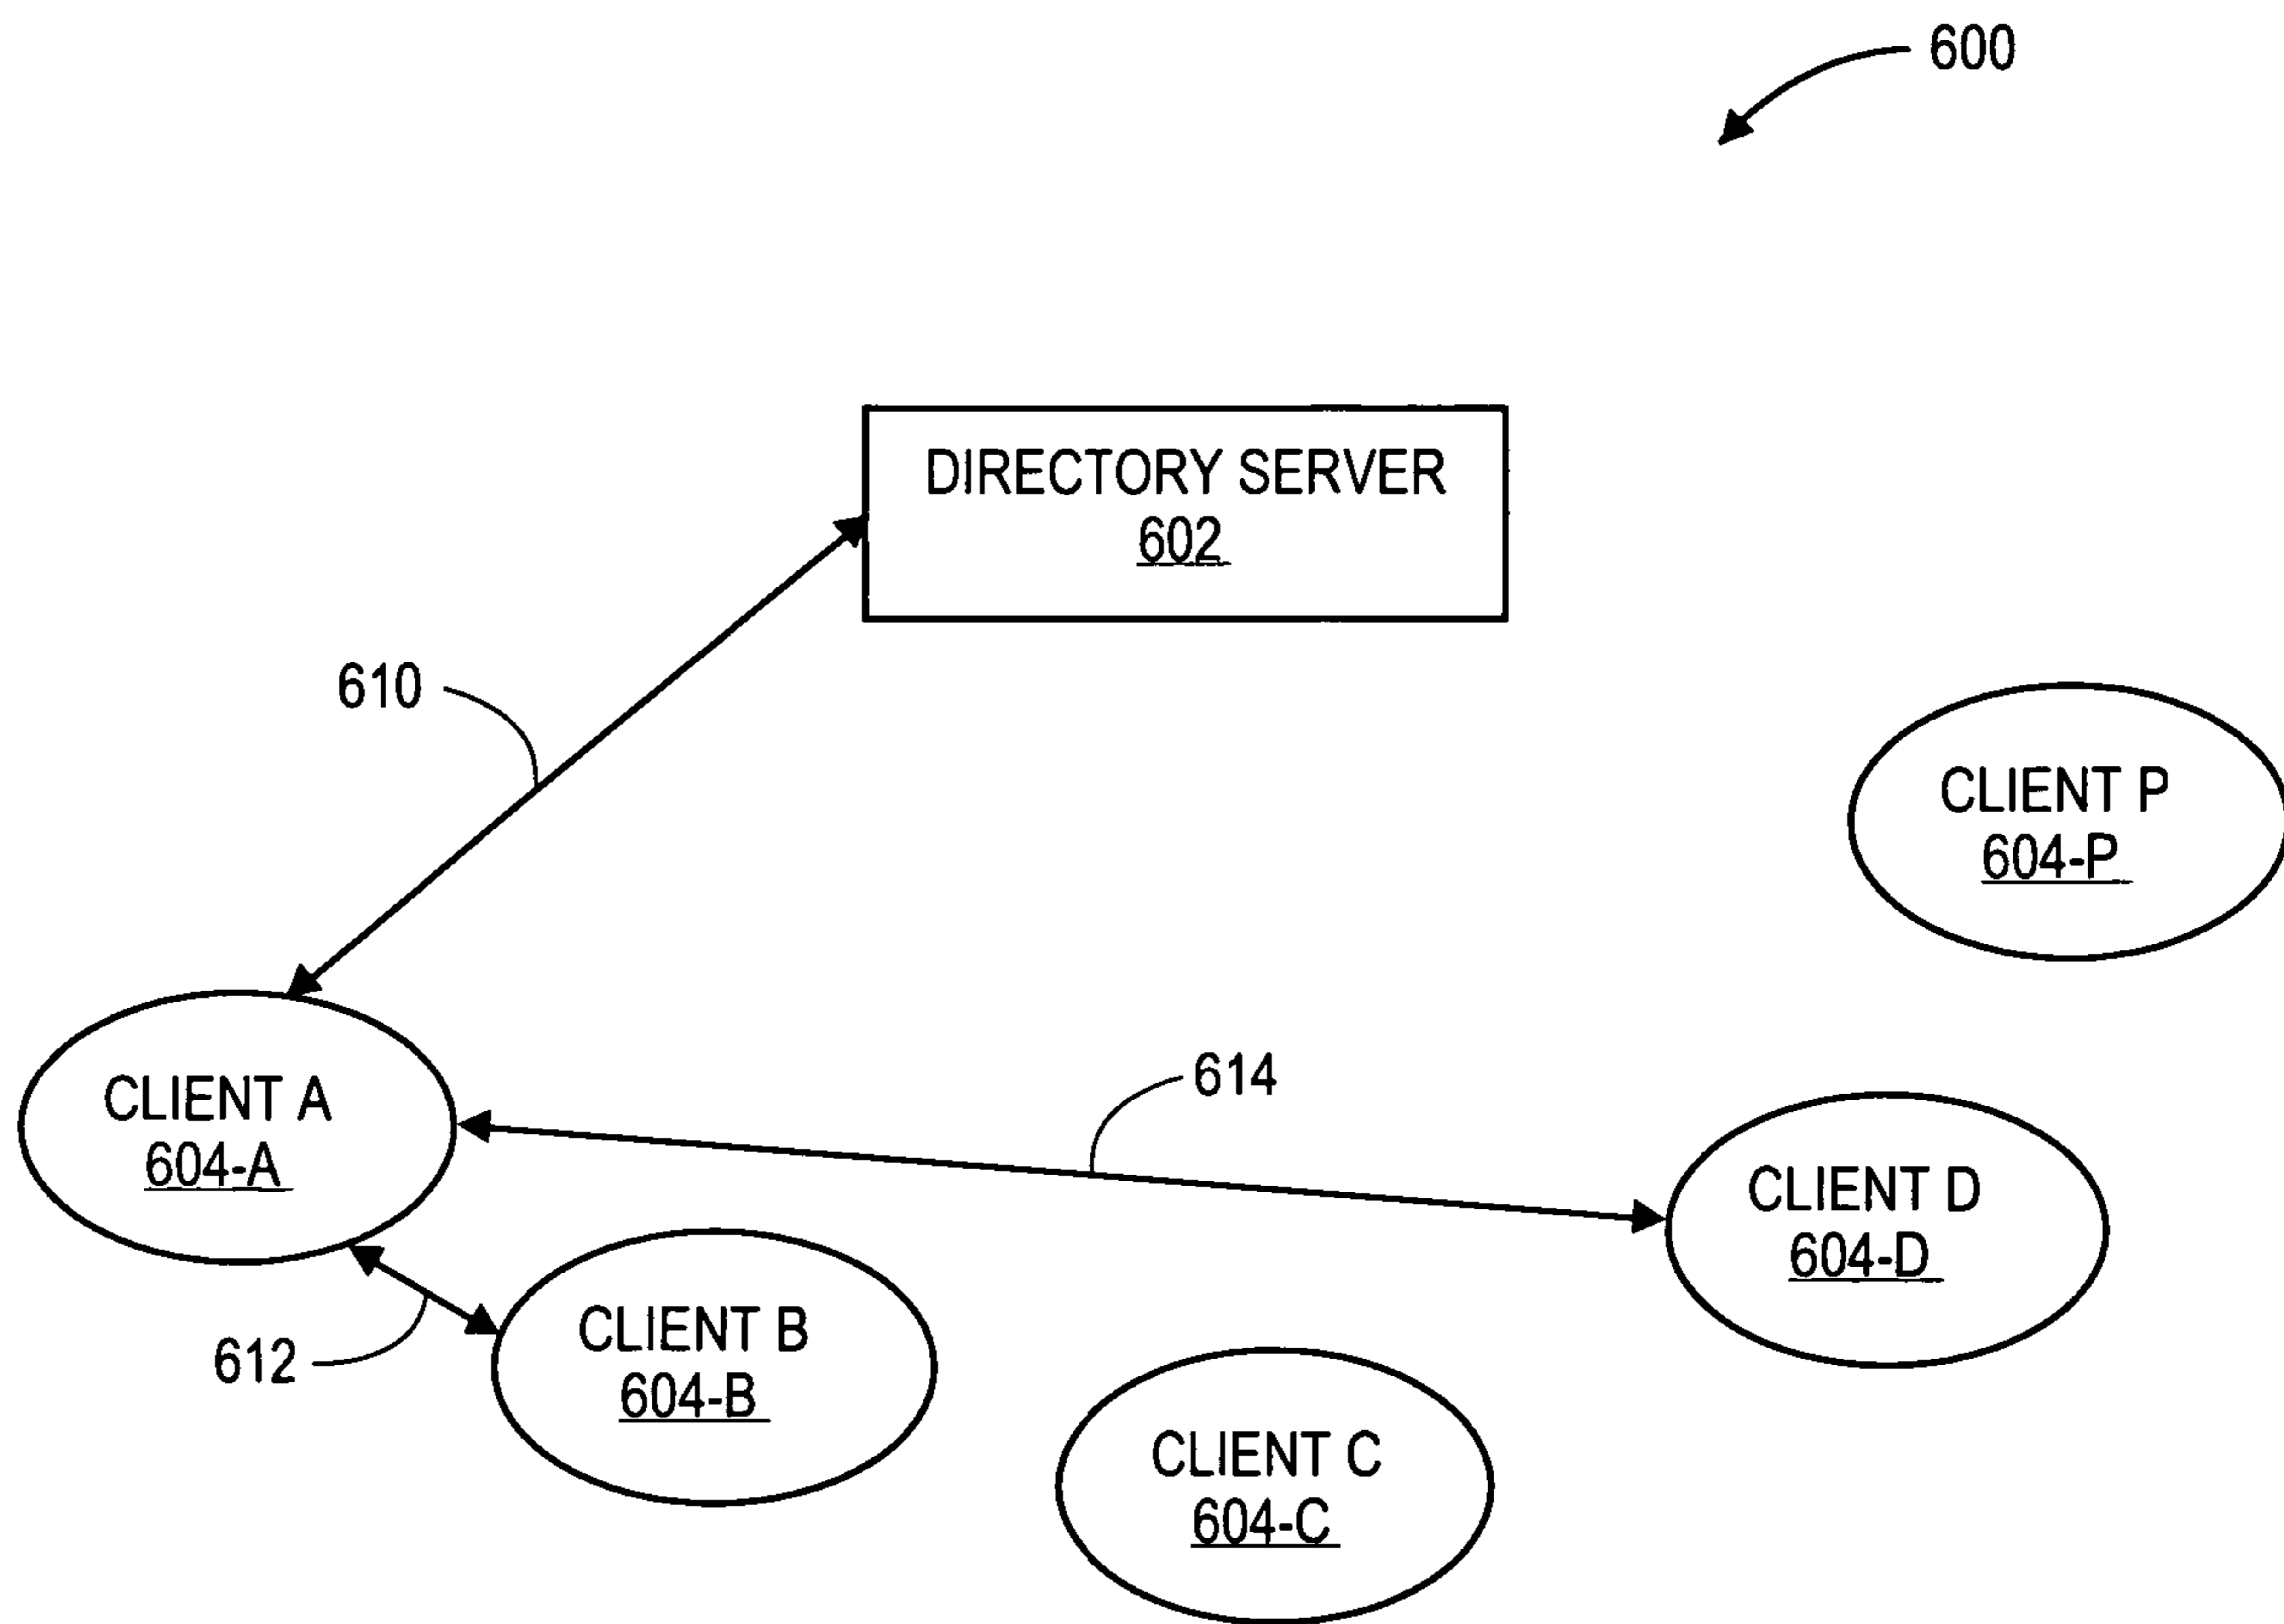 600
DIRECTORY SERVER
602
610
CLIENT P
604-P
614
CLIENT A
604-A
CLIENT D
604-D
CLIENT B
604-B
612
CLIENT C
604-C